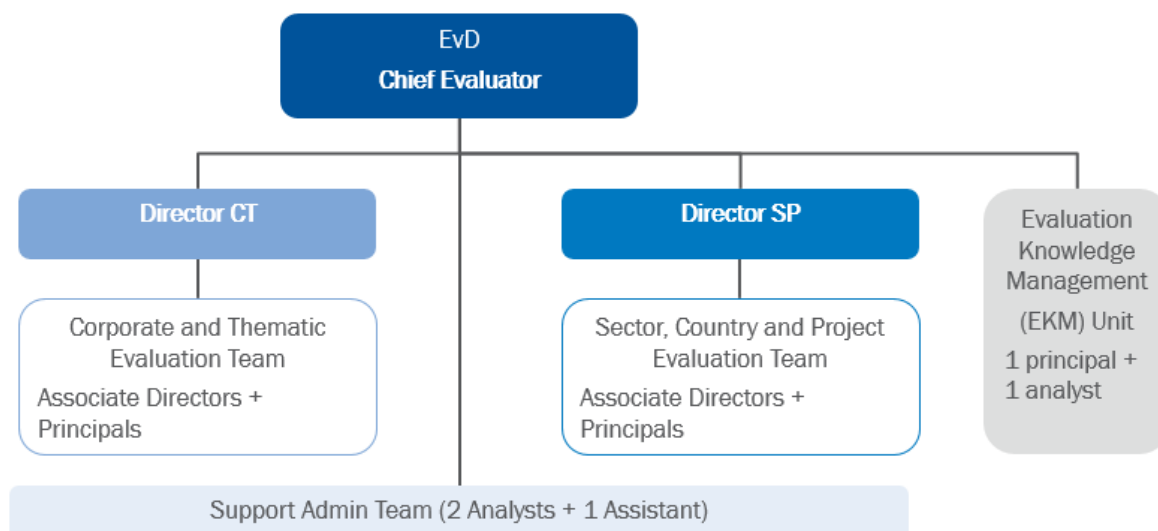 EvD
Chief Evaluator
Director CT
Director SP
Evaluation
Knowledge
Management
(EKM) Unit
1 principal +
1 analyst
Corporate and Thematic
Evaluation Team
Associate Directors +
Principals
Sector, Country and Project
Evaluation Team
Associate Directors +
Principals
Support Admin Team (2 Analysts + 1 Assistant)